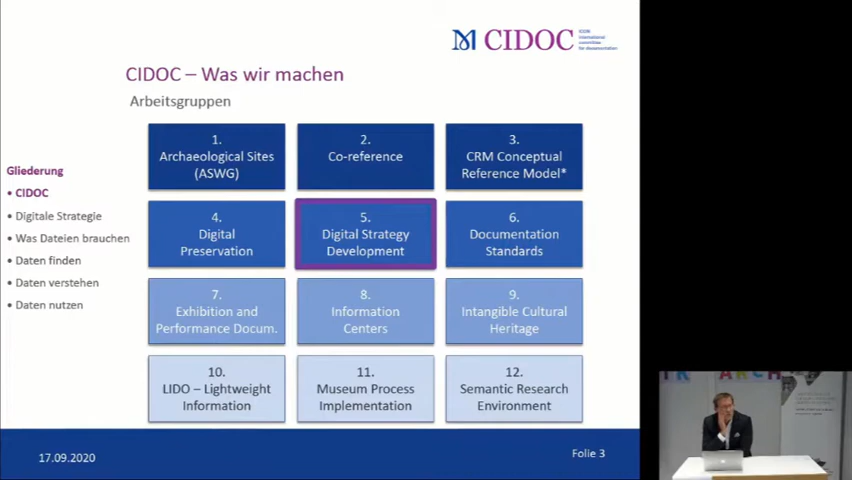 CIDOC
ICOM
international
committee
for documentation
CIDOC – Was wir machen
Arbeitsgruppen
Gliederung
• CIDOC
• Digitale Strategie
• Was Dateien brauchen
• Daten finden
• Daten verstehen
• Daten nutzen
1.
Archaeological Sites
(ASWG)
2.
Co-reference
3.
CRM Conceptual
Reference Model*
4.
Digital
Preservation
5.
Digital Strategy
Development
6.
Documentation
Standards
7.
Exhibition and
Performance Docum.
8.
Information
Centers
9.
Intangible Cultural
Heritage
10.
LIDO – Lightweight
Information
11.
Museum Process
Implementation
12.
Semantic Research
Environment
17.09.2020
Folie 3